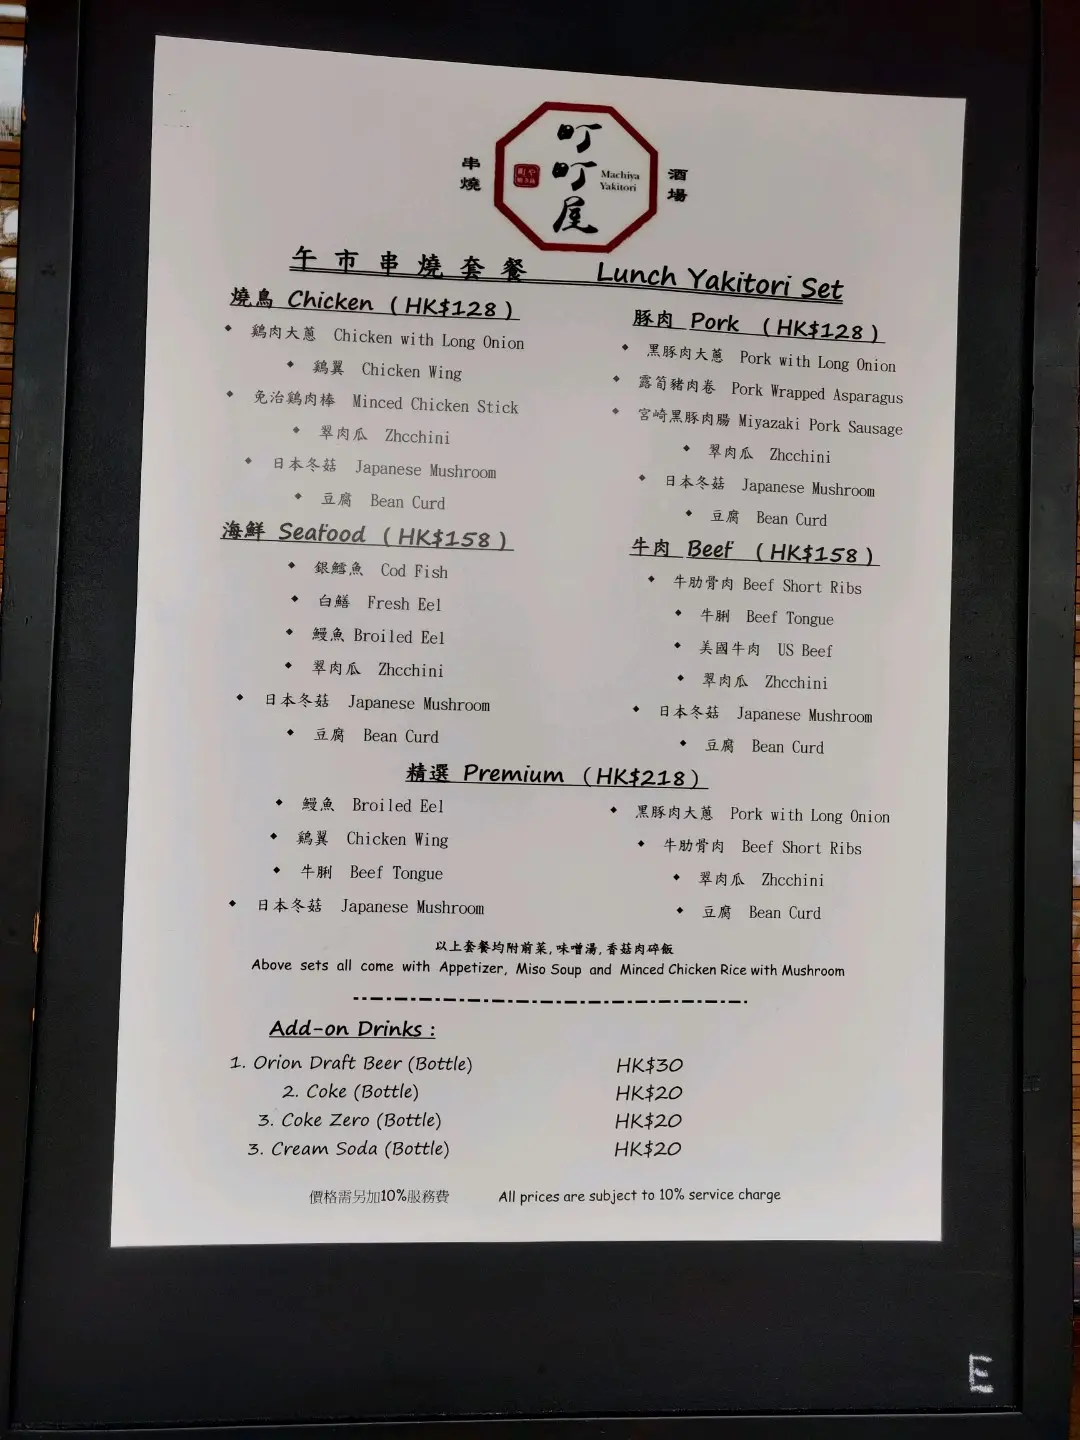 串燒
町町屋
Machiya
Yakitori
酒場
午市串燒套餐 Lunch Yakitori Set
燒鳥 Chicken ( HK$128 )
鷄肉大蔥 Chicken with Long Onion
鷄翼 Chicken Wing
免治鷄肉棒 Minced Chicken Stick
翠肉瓜 Zhcchini
日本冬菇 Japanese Mushroom
豆腐 Bean Curd
豚肉 Pork ( HK$128 )
黑豚肉大蔥 Pork with Long Onion
露筍豬肉卷 Pork Wrapped Asparagus
宮崎黑豚肉腸 Miyazaki Pork Sausage
翠肉瓜 Zhcchini
日本冬菇 Japanese Mushroom
豆腐 Bean Curd
海鮮 Seafood ( HK$158 )
銀鱈魚 Cod Fish
白鱔 Fresh Eel
鰻魚 Broiled Eel
翠肉瓜 Zhcchini
日本冬菇 Japanese Mushroom
豆腐 Bean Curd
牛肉 Beef ( HK$158 )
牛肋骨肉 Beef Short Ribs
牛脷 Beef Tongue
美國牛肉 US Beef
翠肉瓜 Zhcchini
日本冬菇 Japanese Mushroom
豆腐 Bean Curd
精選 Premium ( HK$218 )
鰻魚 Broiled Eel
鷄翼 Chicken Wing
牛脷 Beef Tongue
日本冬菇 Japanese Mushroom
黑豚肉大蔥 Pork with Long Onion
牛肋骨肉 Beef Short Ribs
翠肉瓜 Zhcchini
豆腐 Bean Curd
以上套餐均附前菜, 味噌湯, 香菇肉碎飯
Above sets all come with Appetizer, Miso Soup and Minced Chicken Rice with Mushroom
Add-on Drinks :
1. Orion Draft Beer (Bottle) HK$30
2. Coke (Bottle) HK$20
3. Coke Zero (Bottle) HK$20
3. Cream Soda (Bottle) HK$20
價格需另加10%服務費 All prices are subject to 10% service charge